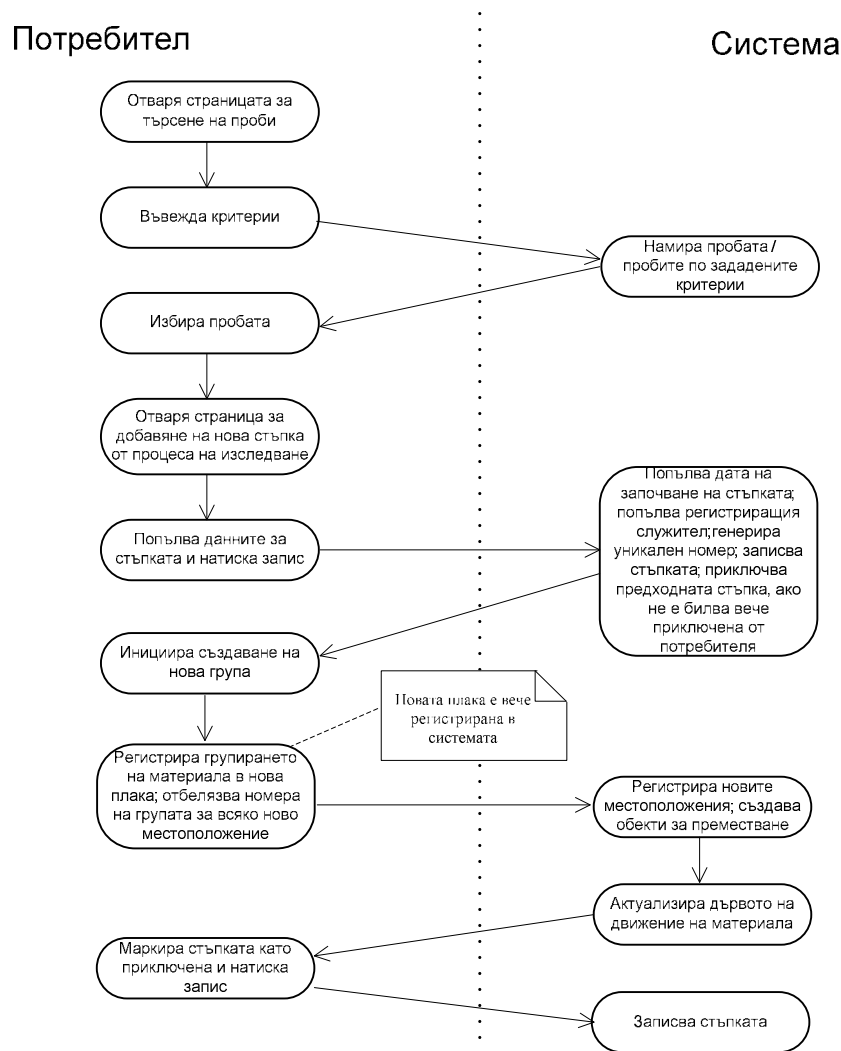 Потребител
Система
Отваря страницата за
търсене на проби
Въвежда критерии
Намира пробата /
пробите по зададените
критерии
Избира пробата
Отваря страница за
добавяне на нова стъпка
от процеса на изследване
Попълва данните за
стъпката и натиска запис
Попълва дата на
започване на стъпката;
попълва регистриращия
служител;генерира
уникален номер; записва
стъпката; приключва
предходната стъпка, ако
не е билва вече
приключена от
потребителя
Инициира създаване на
нова група
Новата плака е вече
регистрирана в
системата
Регистрира групирането
на материала в нова
плака; отбелязва номера
на групата за всяко ново
местоположение
Регистрира новите
местоположения; създава
обекти за преместване
Актуализира дървото на
движение на материала
Маркира стъпката като
приключена и натиска
запис
Записва стъпката